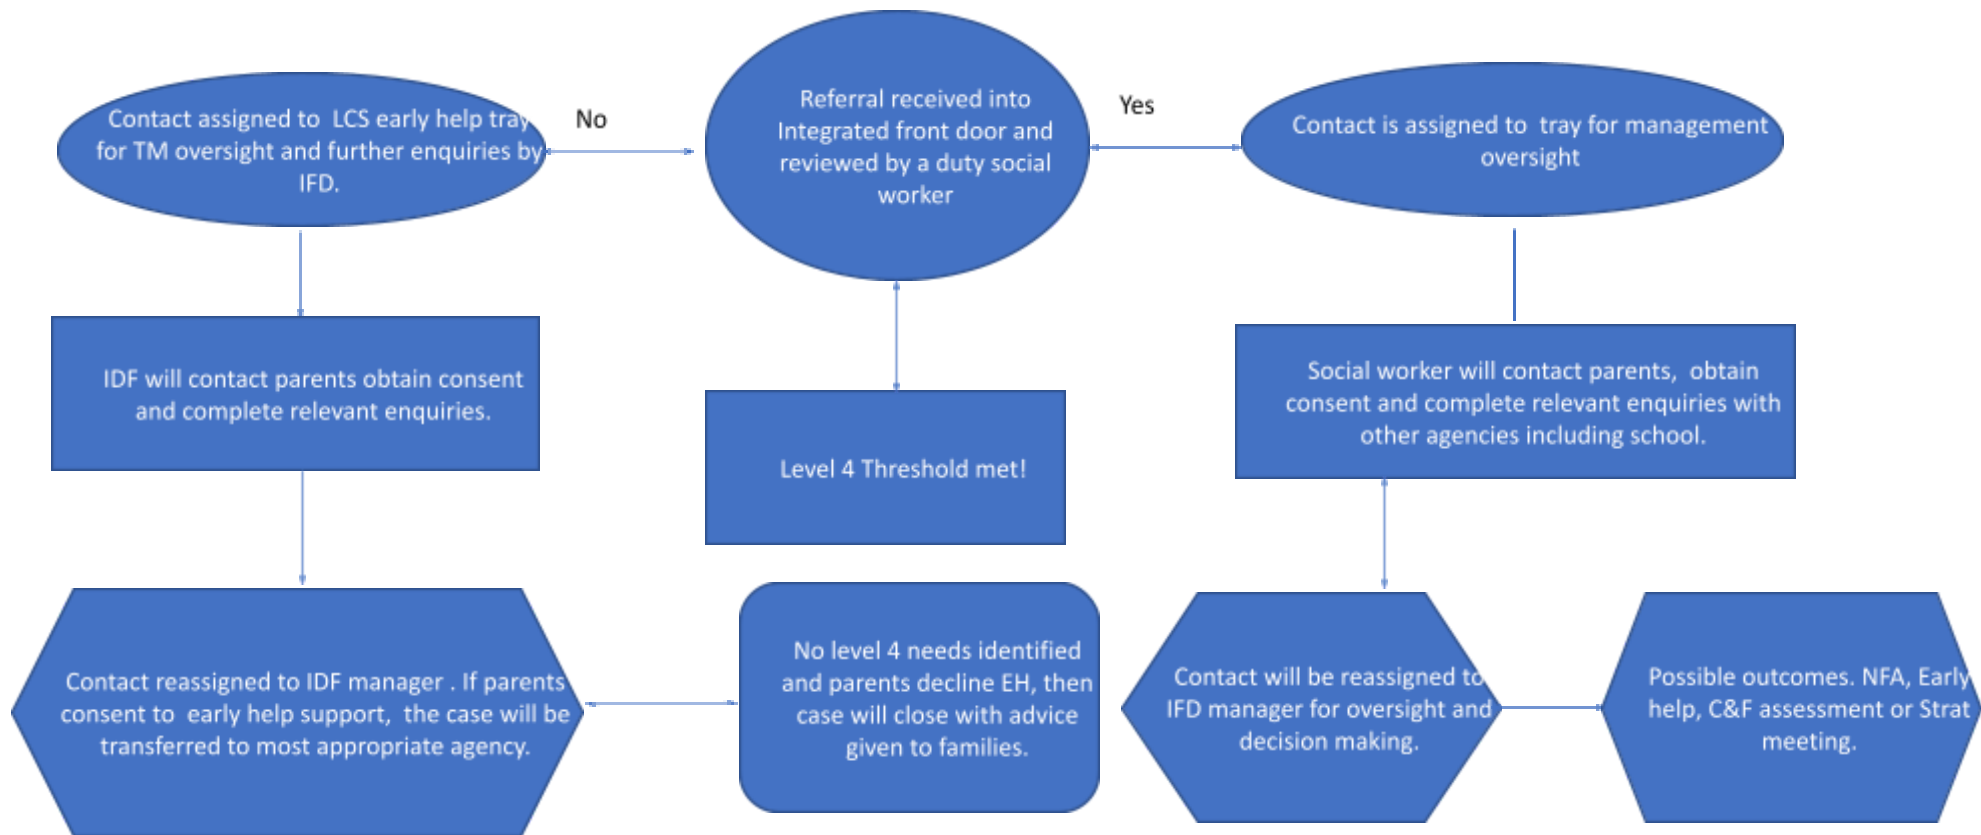 Contact assigned to LCS early help tray
for TM oversight and further enquiries by
IFD.
No
Referral received into
Integrated front door and
reviewed by a duty social
worker
Yes
Contact is assigned to tray for management
oversight
IDF will contact parents obtain consent
and complete relevant enquiries.
Level 4 Threshold met!
Social worker will contact parents, obtain
consent and complete relevant enquiries with
other agencies including school.
Contact reassigned to IDF manager . If parents
consent to early help support, the case will be
transferred to most appropriate agency.
No level 4 needs identified
and parents decline EH, then
case will close with advice
given to families.
Contact will be reassigned to
IFD manager for oversight and
decision making.
Possible outcomes. NFA, Early
help, C&F assessment or Strat
meeting.